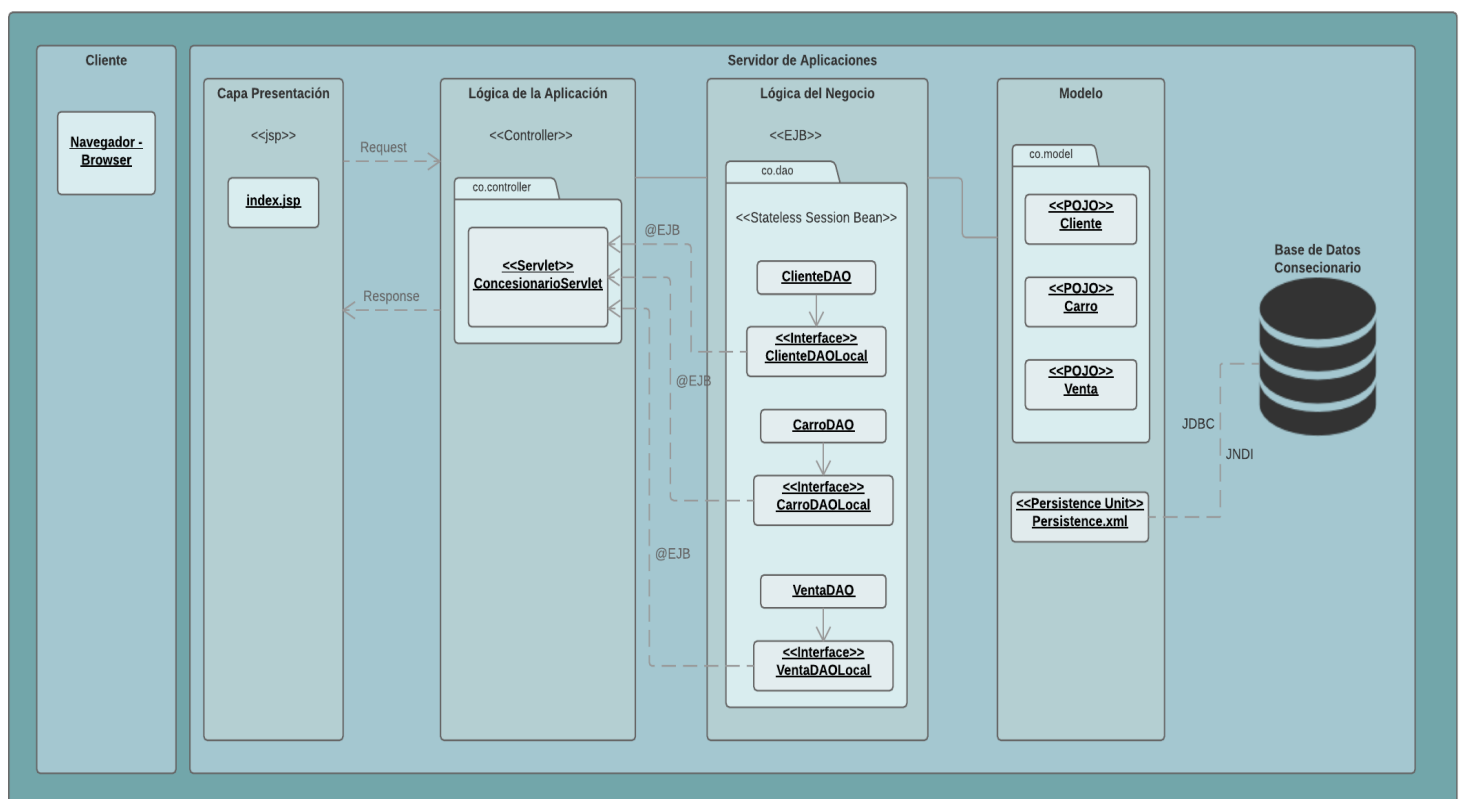 Cliente
Navegador -
Browser
Servidor de Aplicaciones
Capa Presentación
<<jsp>>
index.jsp
Request
Response
Lógica de la Aplicación
<<Controller>>
co.controller
<<Servlet>>
ConcesionarioServlet
@EJB
@EJB
@EJB
Lógica del Negocio
<<EJB>>
co.dao
<<Stateless Session Bean>>
ClienteDAO
<<Interface>>
ClienteDAOLocal
CarroDAO
<<Interface>>
CarroDAOLocal
VentaDAO
<<Interface>>
VentaDAOLocal
Modelo
co.model
<<POJO>>
Cliente
<<POJO>>
Carro
<<POJO>>
Venta
<<Persistence Unit>>
Persistence.xml
JDBC
JNDI
Base de Datos
Consecionario